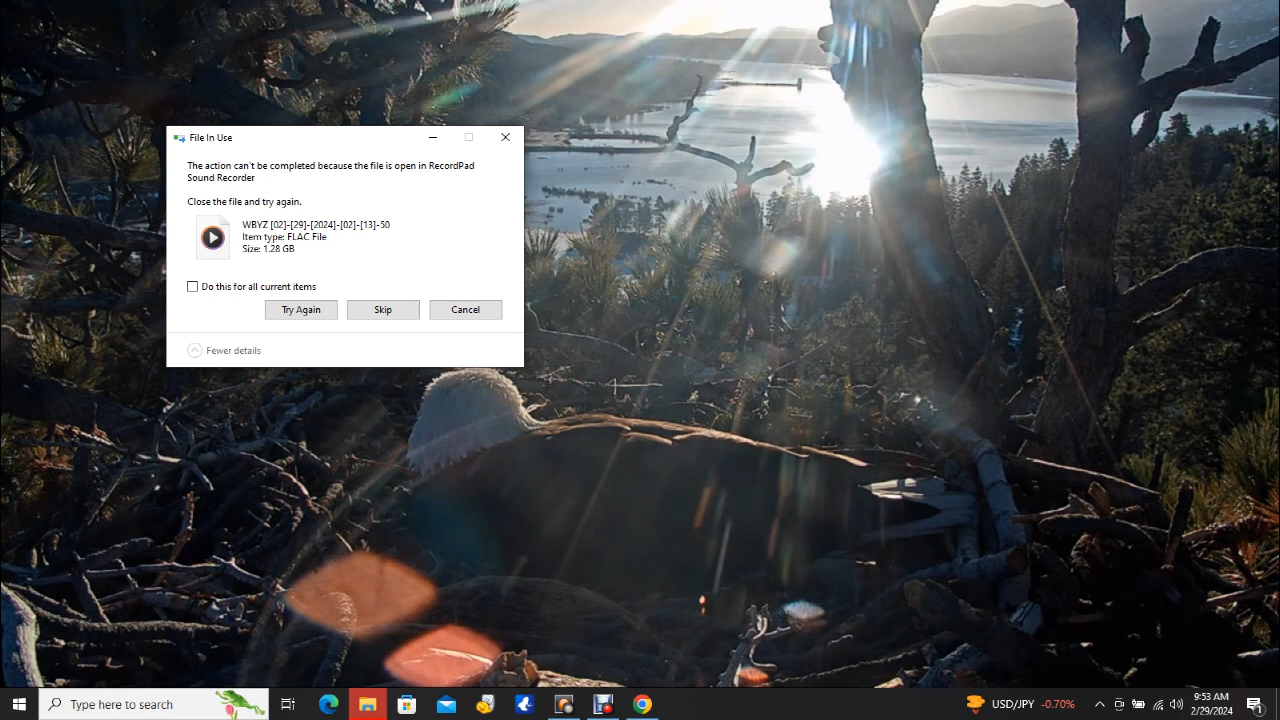 File In Use
The action can't be completed because the file is open in RecordPad
Sound Recorder
Close the file and try again.
WBYZ [02]-[29]-[2024]-[02]-[13]-50
Item type: FLAC File
Size: 1.28 GB
Do this for all current items
Try Again
Skip
Cancel
Fewer details
Type here to search
USD/JPY -0.70%
9:53 AM
2/29/2024
1